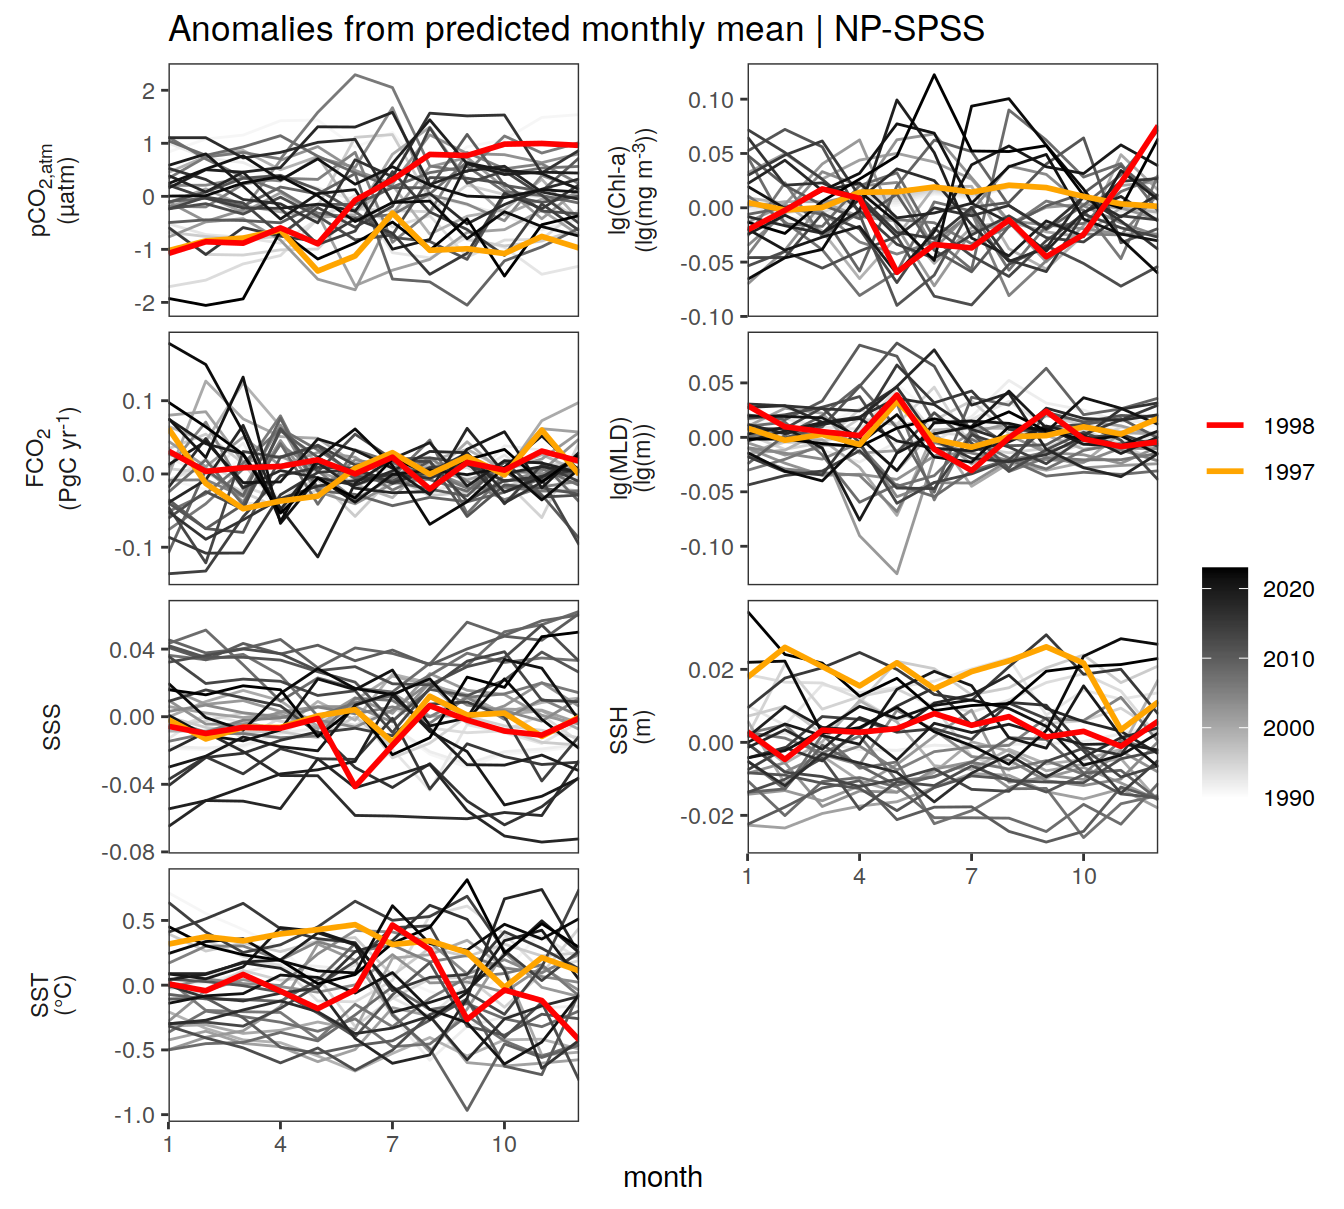 Anomalies from predicted monthly mean | NP-SPSS
pCO2,atm
(µatm)
2
1
0
-1
-2
lg(Chl-a)
(lg(mg m-3))
0.10
0.05
0.00
-0.05
-0.10
FCO2
(PgC yr-1)
0.1
0.0
-0.1
lg(MLD)
(lg(m))
0.05
0.00
-0.05
-0.10
SSS
0.04
0.00
-0.04
-0.08
SSH
(m)
0.02
0.00
-0.02
1
4
7
10
SST
(°C)
0.5
0.0
-0.5
-1.0
1
4
7
10
month
1998
1997
2020
2010
2000
1990